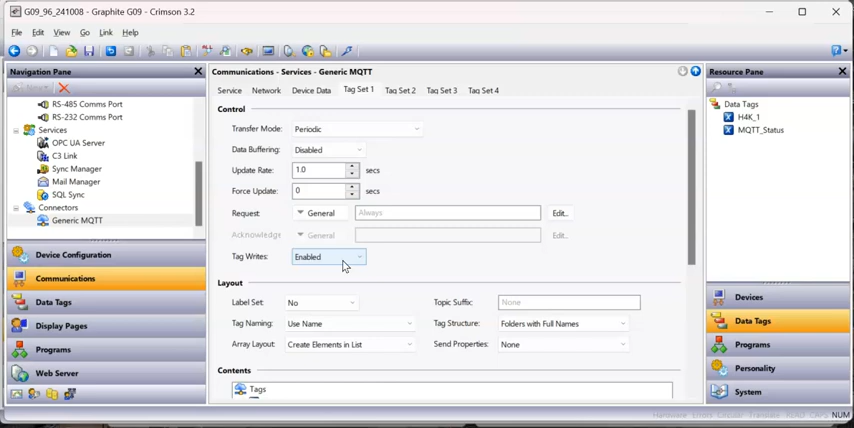 G09_96_241008 - Graphite G09 - Crimson 3.2
File Edit View Go Link Help
Navigation Pane
New
RS-485 Comms Port
RS-232 Comms Port
Services
OPC UA Server
C3 Link
Sync Manager
Mail Manager
SQL Sync
Connectors
Generic MQTT
Device Configuration
Communications
Data Tags
Display Pages
Programs
Web Server
Communications - Services - Generic MQTT
Service Network Device Data Tag Set 1 Tag Set 2 Tag Set 3 Tag Set 4
Control
Transfer Mode: Periodic
Data Buffering: Disabled
Update Rate: 1.0 secs
Force Update: 0 secs
Request: General Always Edit...
Acknowledge General Edit...
Tag Writes: Enabled
Layout
Label Set: No Topic Suffix: None
Tag Naming: Use Name Tag Structure: Folders with Full Names
Array Layout: Create Elements in List Send Properties: None
Contents
Tags
Resource Pane
Data Tags
H4K_1
MQTT_Status
Devices
Data Tags
Programs
Personality
System
Hardware Errors Circular Translate READ CAPS NUM